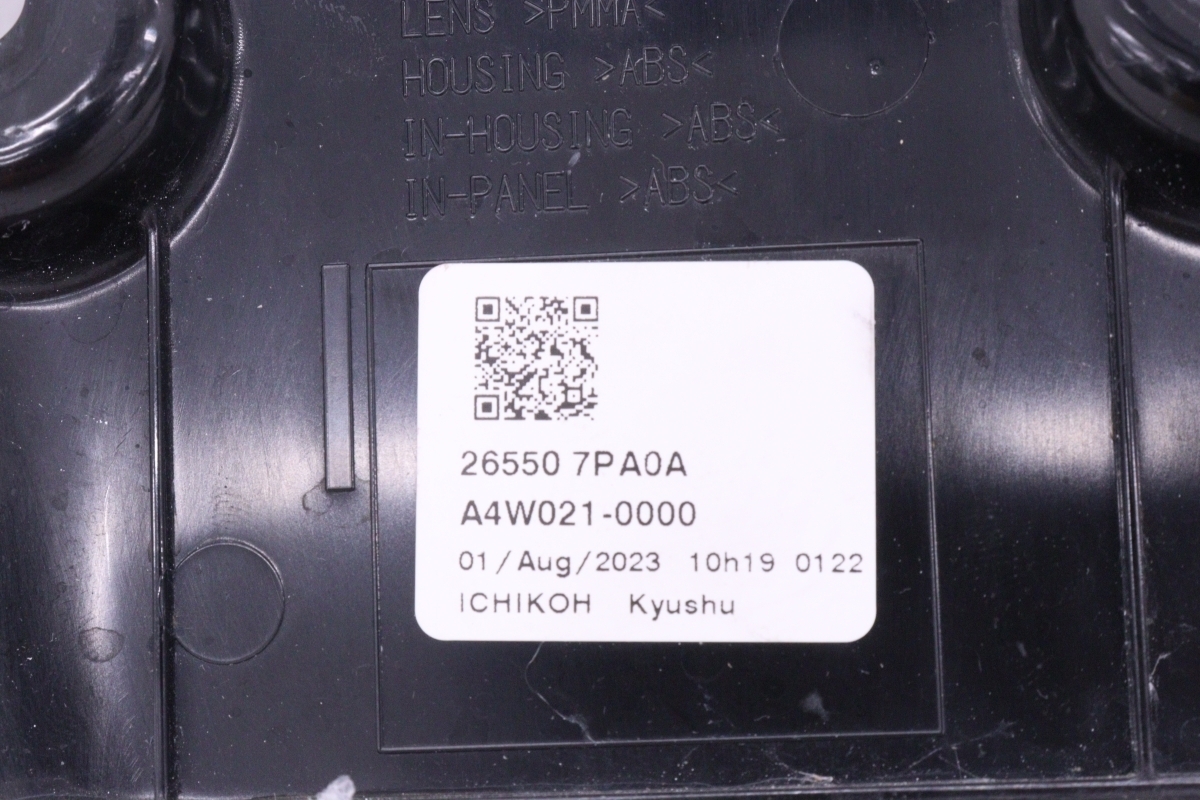 LENS >PMMA<
HOUSING >ABS<
IN-HOUSING >ABS<
IN-PANEL >ABS<
26550 7PA0A
A4W021-0000
01/Aug/2023 10h19 0122
ICHIKOH Kyushu